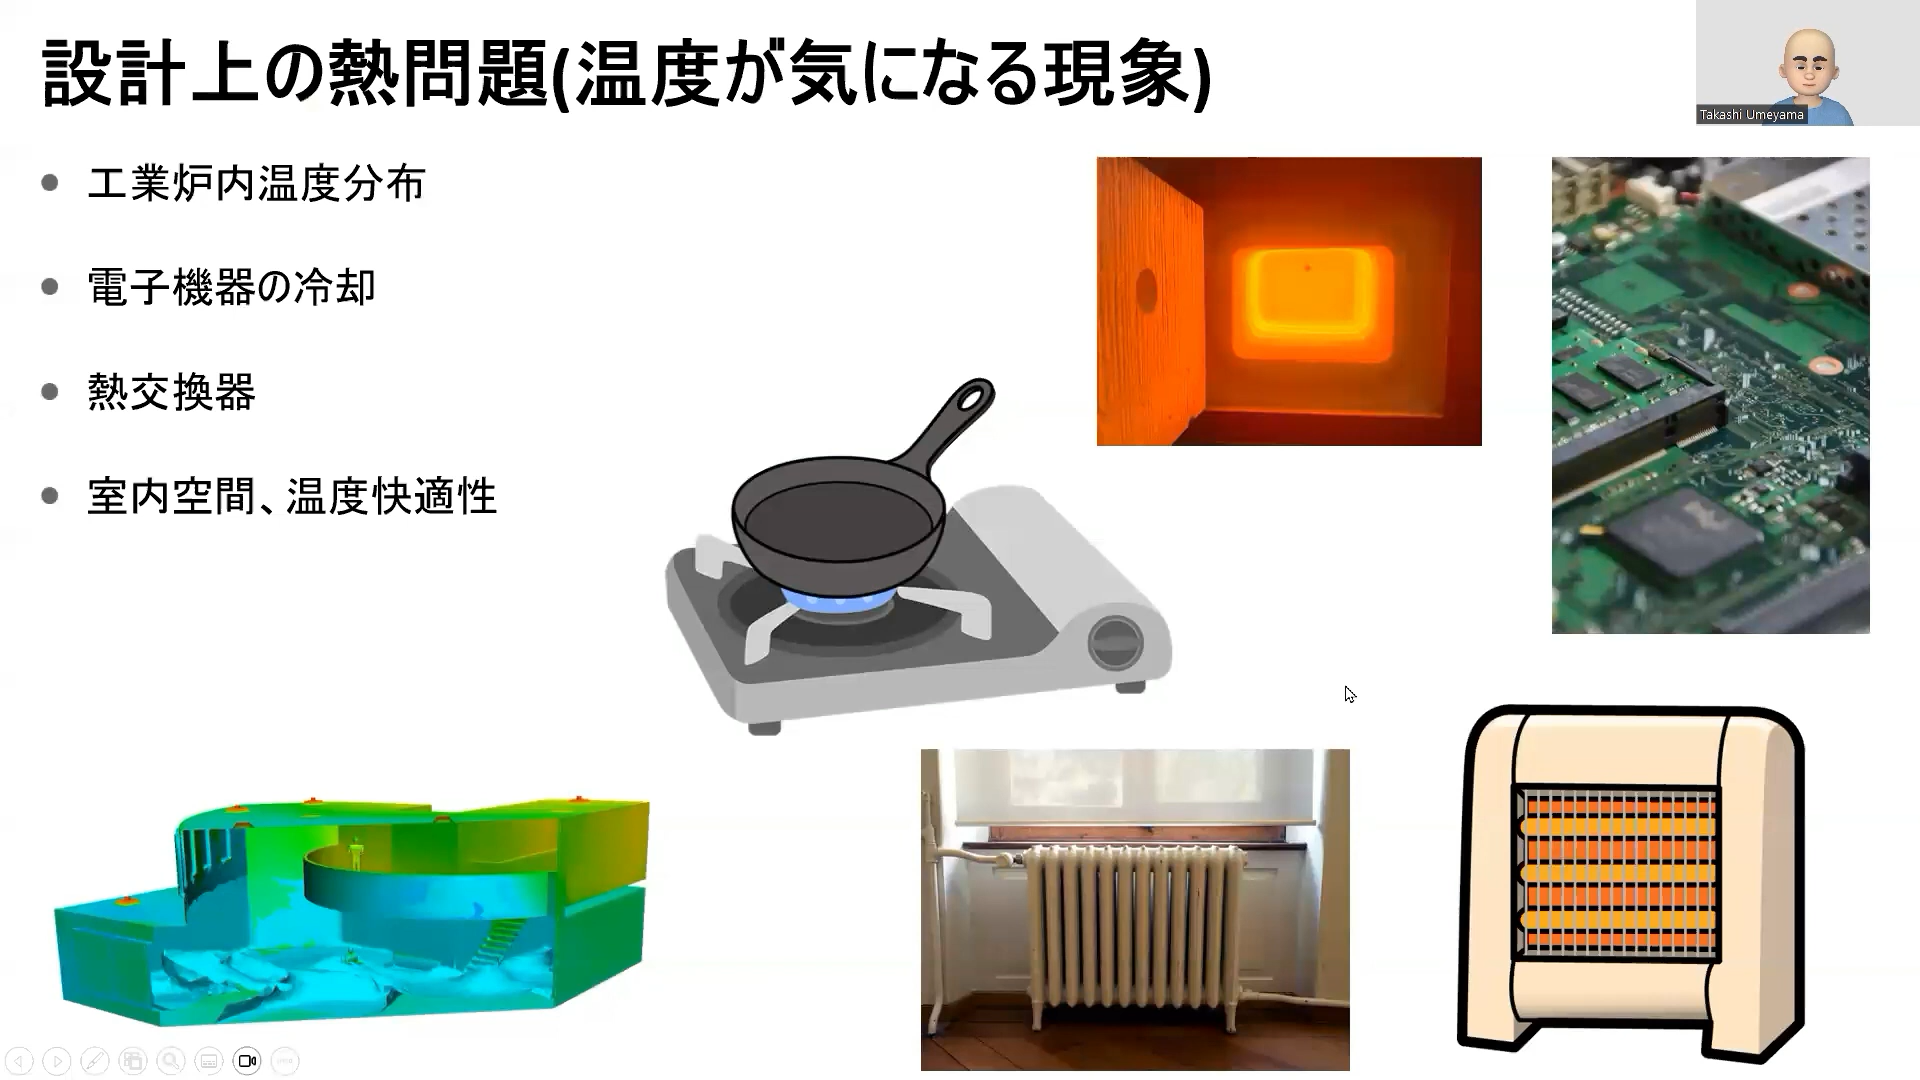 設計上の熱問題(温度が気になる現象)
Takashi Umeyama
• 工業炉内温度分布
• 電子機器の冷却
• 熱交換器
• 室内空間、温度快適性